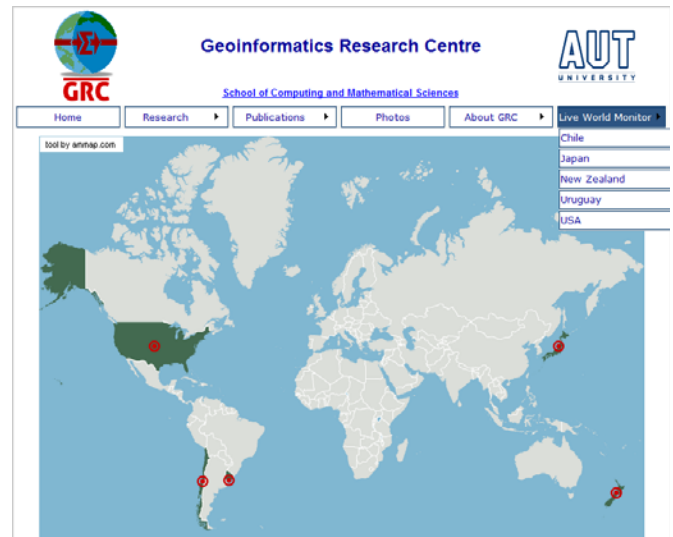 GRC
Geoinformatics Research Centre
School of Computing and Mathematical Sciences
AUT
UNIVERSITY
Home
Research
Publications
Photos
About GRC
Live World Monitor
Chile
Japan
New Zealand
Uruguay
USA
tool by ammap.com